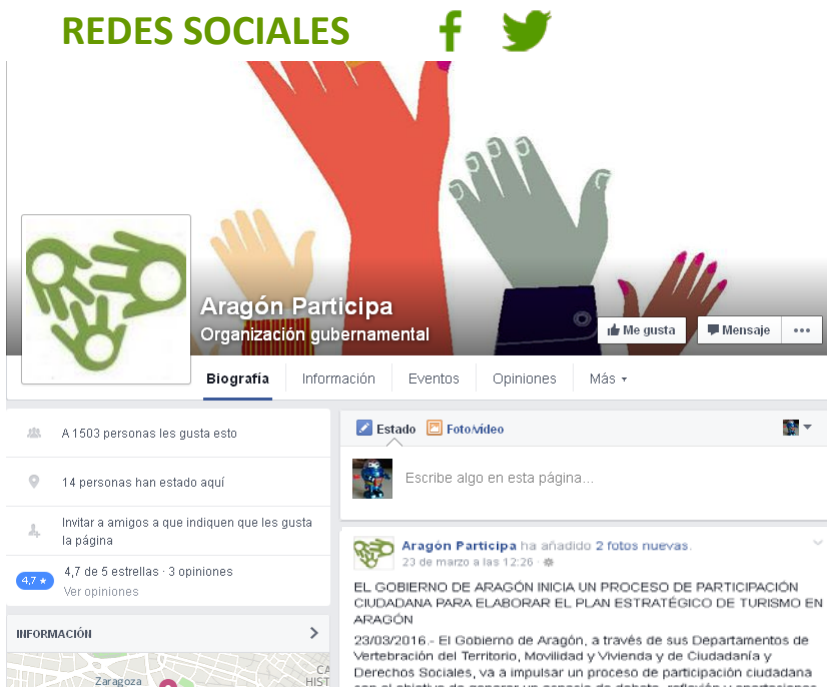 REDES SOCIALES
Aragón Participa
Organización gubernamental
Me gusta
Mensaje
Biografía
Información
Eventos
Opiniones
Más
A 1503 personas les gusta esto
14 personas han estado aquí
Invitar a amigos a que indiquen que les gusta
la página
4,7
4,7 de 5 estrellas · 3 opiniones
Ver opiniones
INFORMACIÓN
Zaragoza
CA
HIST
Estado
Foto/vídeo
Escribe algo en esta página...
Aragón Participa ha añadido 2 fotos nuevas.
23 de marzo a las 12:26 ·
EL GOBIERNO DE ARAGÓN INICIA UN PROCESO DE PARTICIPACIÓN
CIUDADANA PARA ELABORAR EL PLAN ESTRATÉGICO DE TURISMO EN
ARAGÓN
23/03/2016.- El Gobierno de Aragón, a través de sus Departamentos de
Vertebración del Territorio, Movilidad y Vivienda y de Ciudadanía y
Derechos Sociales, va a impulsar un proceso de participación ciudadana